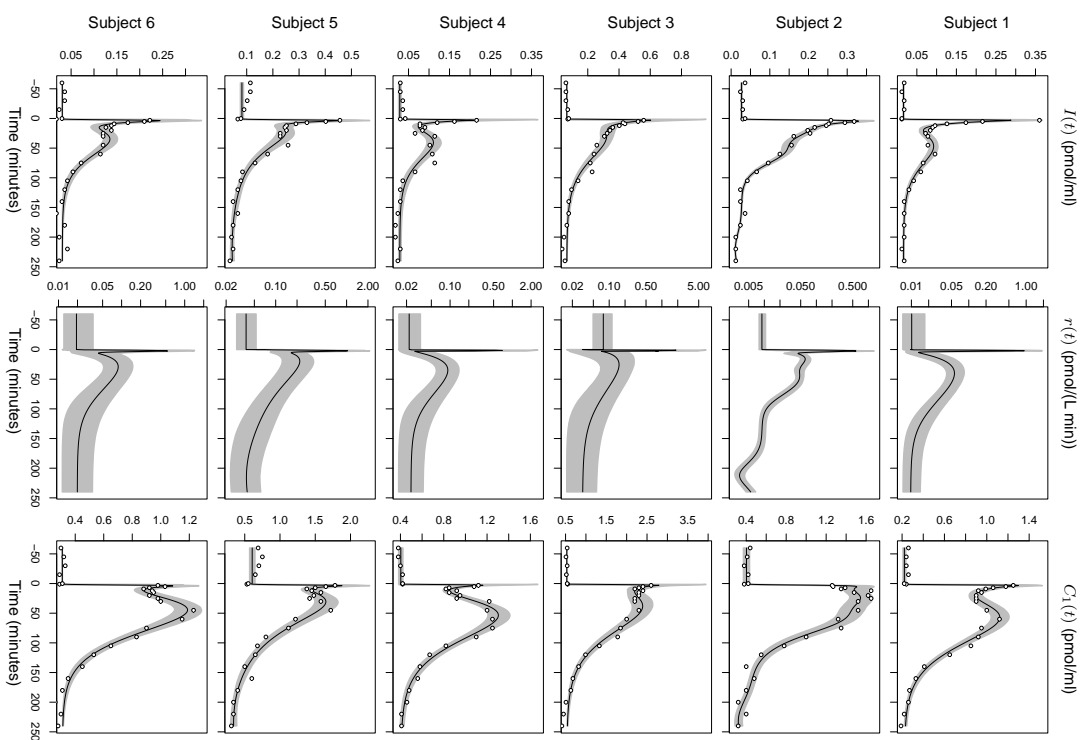 Subject 6 Subject 5 Subject 4 Subject 3 Subject 2 Subject 1
0.05 0.15 0.25 0.1 0.2 0.3 0.4 0.5 0.05 0.15 0.25 0.35 0.2 0.4 0.6 0.8 0.0 0.1 0.2 0.3 0.05 0.15 0.25 0.35
I(t) (pmol/ml)
−50 0 50 100 150 200 250
Time (minutes)
0.01 0.05 0.20 1.00 0.02 0.10 0.50 2.00 0.02 0.10 0.50 2.00 0.02 0.10 0.50 5.00 0.005 0.050 0.500 0.01 0.05 0.20 1.00
r(t) (pmol/(L min))
−50 0 50 100 150 200 250
Time (minutes)
0.4 0.6 0.8 1.0 1.2 0.5 1.0 1.5 2.0 0.4 0.8 1.2 1.6 0.5 1.5 2.5 3.5 0.4 0.8 1.2 1.6 0.2 0.6 1.0 1.4
C₁(t) (pmol/ml)
−50 0 50 100 150 200 250
Time (minutes)